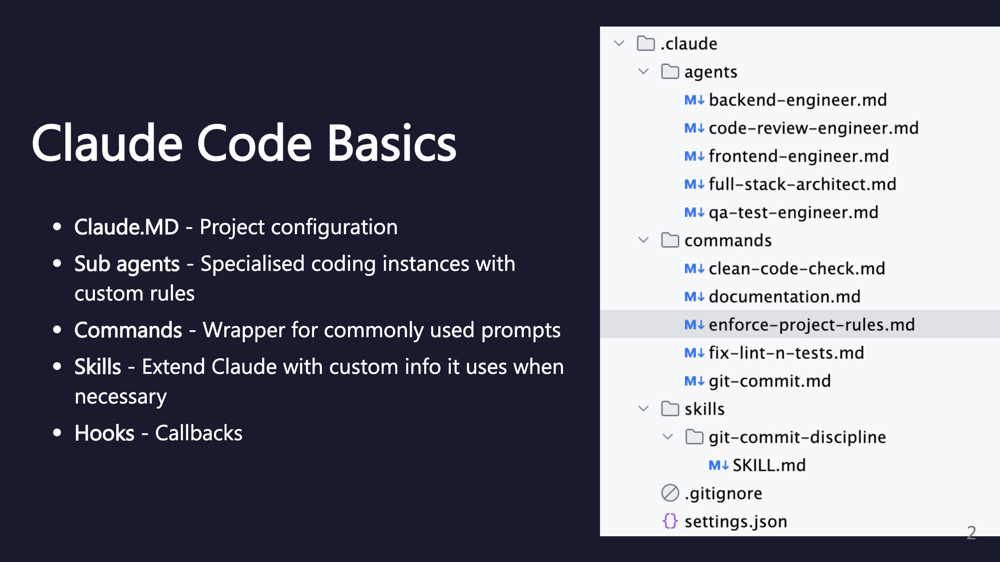 Claude Code Basics
• Claude.MD - Project configuration
• Sub agents - Specialised coding instances with
custom rules
• Commands - Wrapper for commonly used prompts
• Skills - Extend Claude with custom info it uses when
necessary
• Hooks - Callbacks
.claude
agents
M↓ backend-engineer.md
M↓ code-review-engineer.md
M↓ frontend-engineer.md
M↓ full-stack-architect.md
M↓ qa-test-engineer.md
commands
M↓ clean-code-check.md
M↓ documentation.md
M↓ enforce-project-rules.md
M↓ fix-lint-n-tests.md
M↓ git-commit.md
skills
git-commit-discipline
M↓ SKILL.md
.gitignore
{} settings.json
2